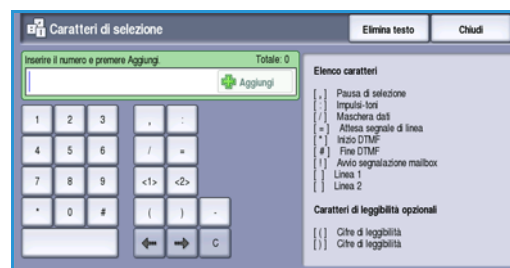 Caratteri di selezione
Elimina testo
Chiudi
Inserire il numero e premere Aggiungi.
Totale: 0
Aggiungi
1 2 3 , :
4 5 6 / =
7 8 9 <1> <2>
* 0 # ( ) -
C
Elenco caratteri
[ , ] Pausa di selezione
[ : ] Impulsi-toni
[ / ] Maschera dati
[ = ] Attesa segnale di linea
[ * ] Inizio DTMF
[ # ] Fine DTMF
[ ! ] Avvio segnalazione mailbox
[ ] Linea 1
[ ] Linea 2
Caratteri di leggibilità opzionali
[ ( ] Cifre di leggibilità
[ ) ] Cifre di leggibilità